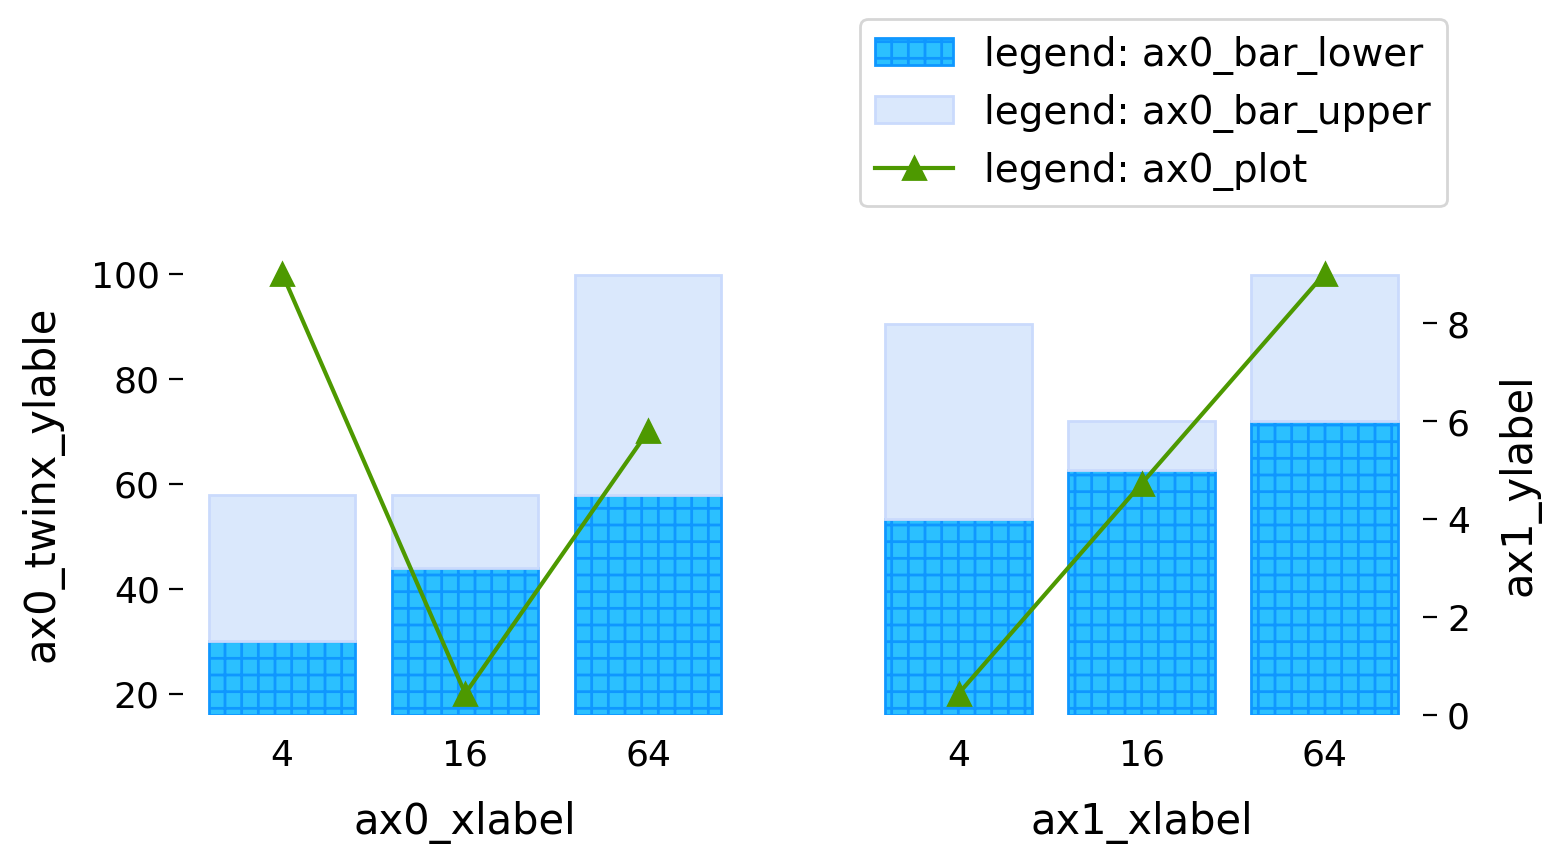 legend: ax0_bar_lower
legend: ax0_bar_upper
legend: ax0_plot
ax0_twinx_ylable
100
80
60
40
20
4 16 64
ax0_xlabel
4 16 64
ax1_xlabel
8
6
4
2
0
ax1_ylabel